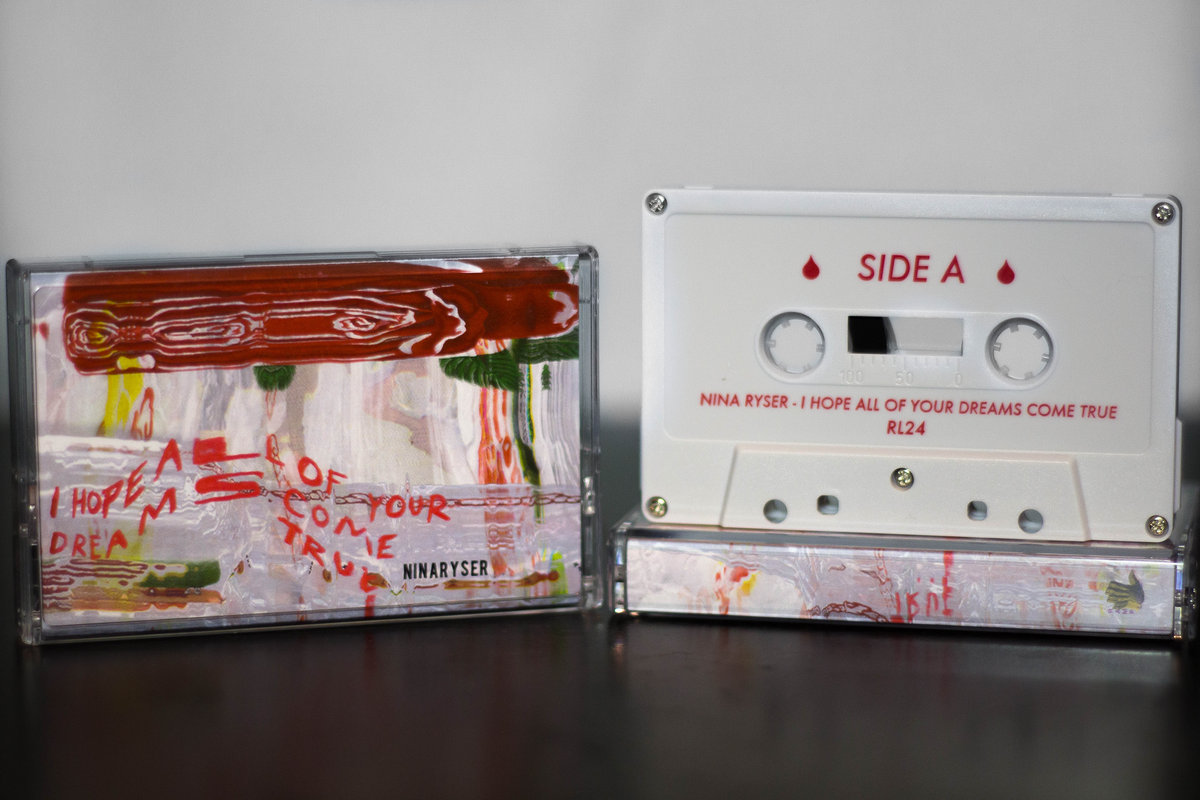 I HOPE ALL OF YOUR
DREAMS COME
TRUE
NINARYSER
SIDE A
100 50 0
NINA RYSER - I HOPE ALL OF YOUR DREAMS COME TRUE
RL24
TRUE